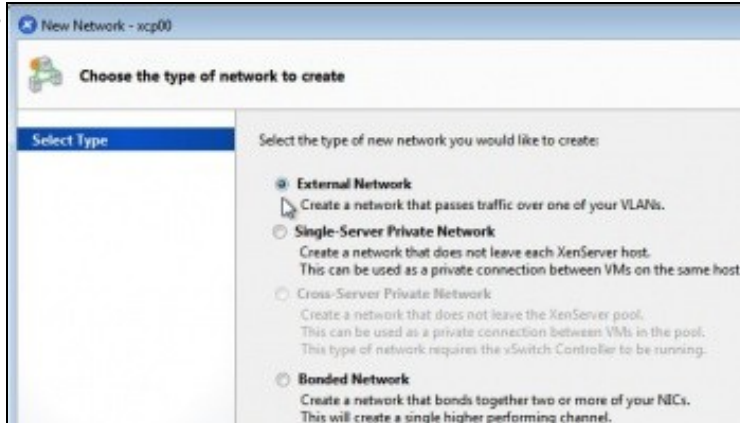 New Network - xcp00
Choose the type of network to create
Select Type
Select the type of new network you would like to create:
External Network
Create a network that passes traffic over one of your VLANs.
Single-Server Private Network
Create a network that does not leave each XenServer host.
This can be used as a private connection between VMs on the same host
Cross-Server Private Network
Create a network that does not leave the XenServer pool.
This can be used as a private connection between VMs in the pool.
This type of network requires the vSwitch Controller to be running.
Bonded Network
Create a network that bonds together two or more of your NICs.
This will create a single higher performing channel.